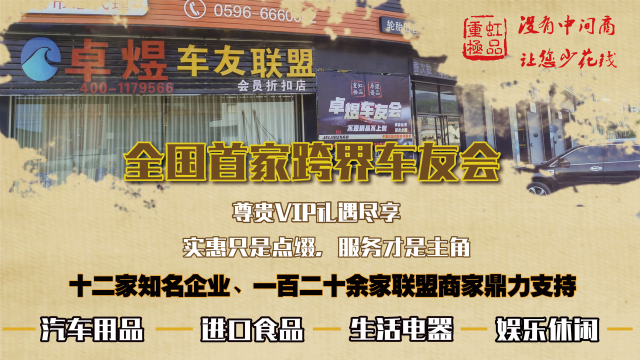 0596-66606
轮胎
卓煜车友联盟
400-1179566
会员折扣店
卓煜车友会
重虹
極品
没有中间商
让您少花钱
全国首家跨界车友会
尊贵VIP礼遇尽享
实惠只是点缀，服务才是主角
十二家知名企业、一百二十余家联盟商家鼎力支持
汽车用品 进口食品 生活电器 娱乐休闲